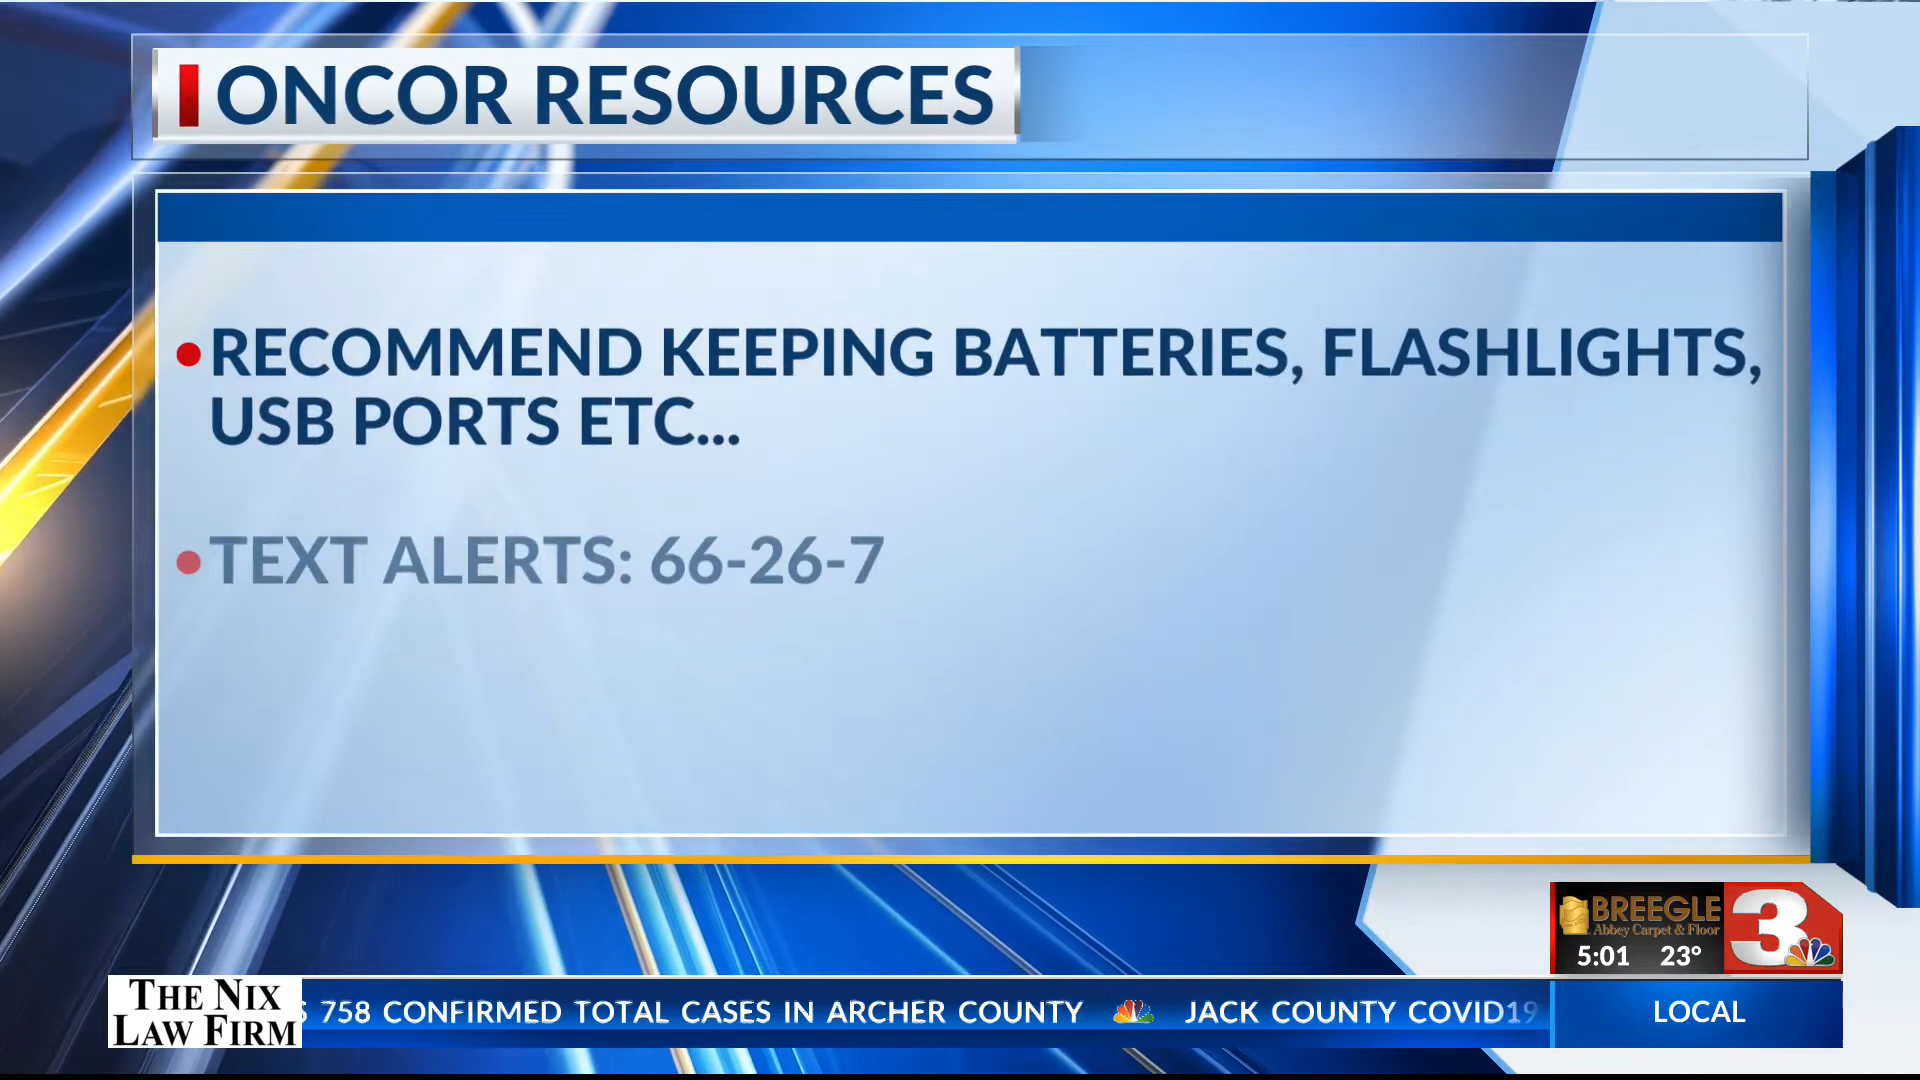 ONCOR RESOURCES
•RECOMMEND KEEPING BATTERIES, FLASHLIGHTS,
USB PORTS ETC...
•TEXT ALERTS: 66-26-7
BREEGLE
Abbey Carpet & Floor
5:01 23°
3
THE NIX
LAW FIRM
S 758 CONFIRMED TOTAL CASES IN ARCHER COUNTY JACK COUNTY COVID19
LOCAL